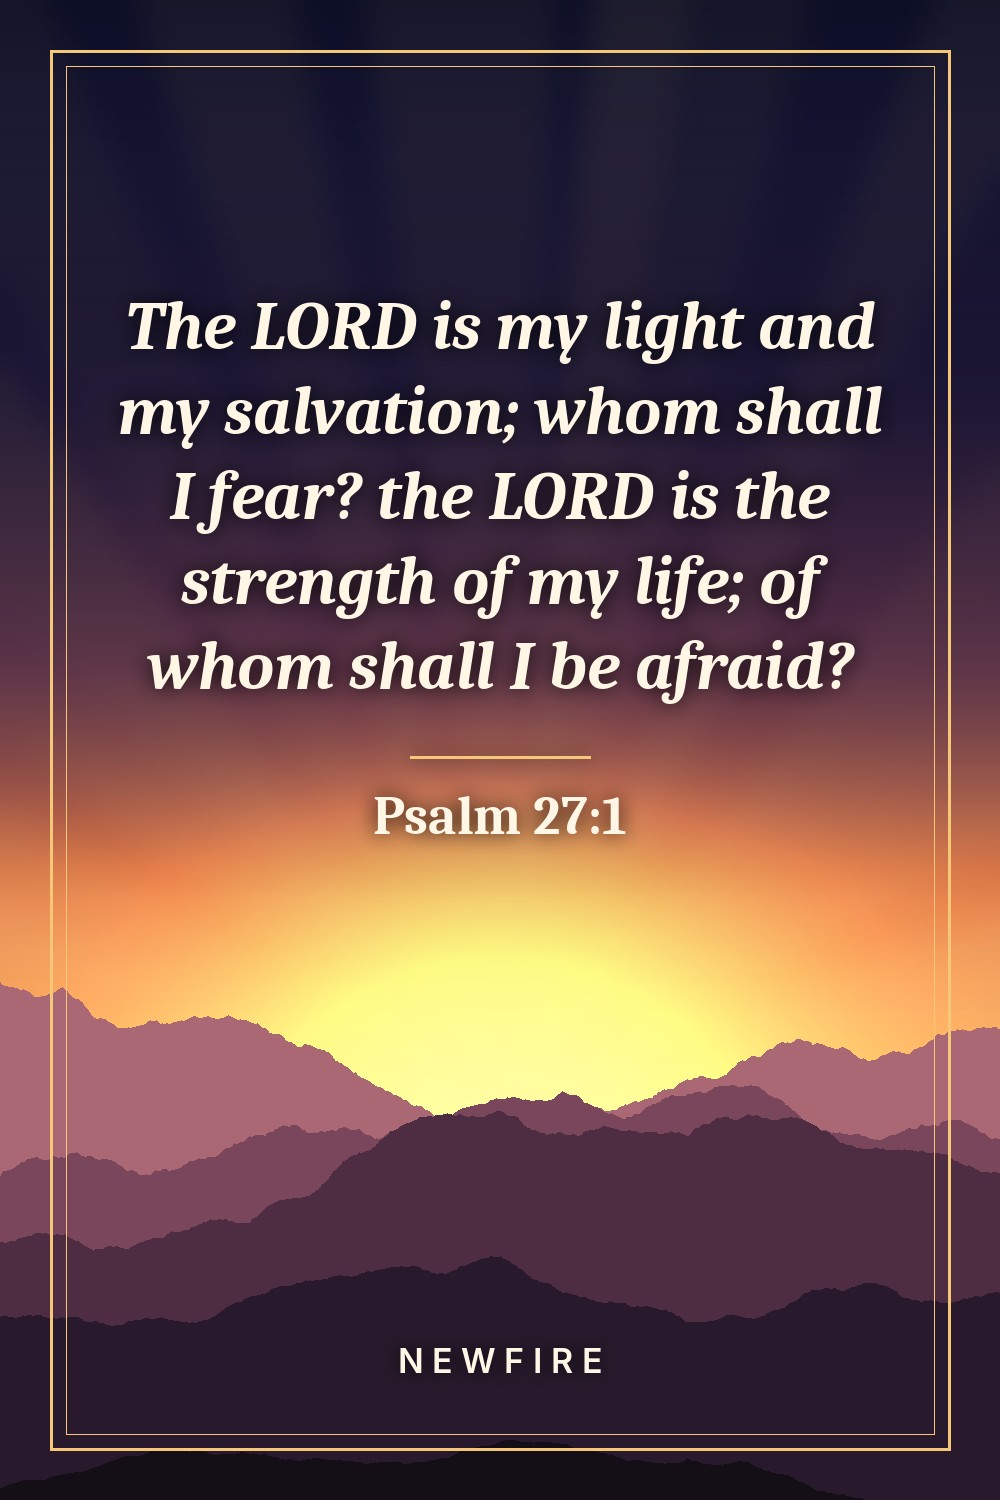 The LORD is my light and
my salvation; whom shall
I fear? the LORD is the
strength of my life; of
whom shall I be afraid?
Psalm 27:1
NEWFIRE